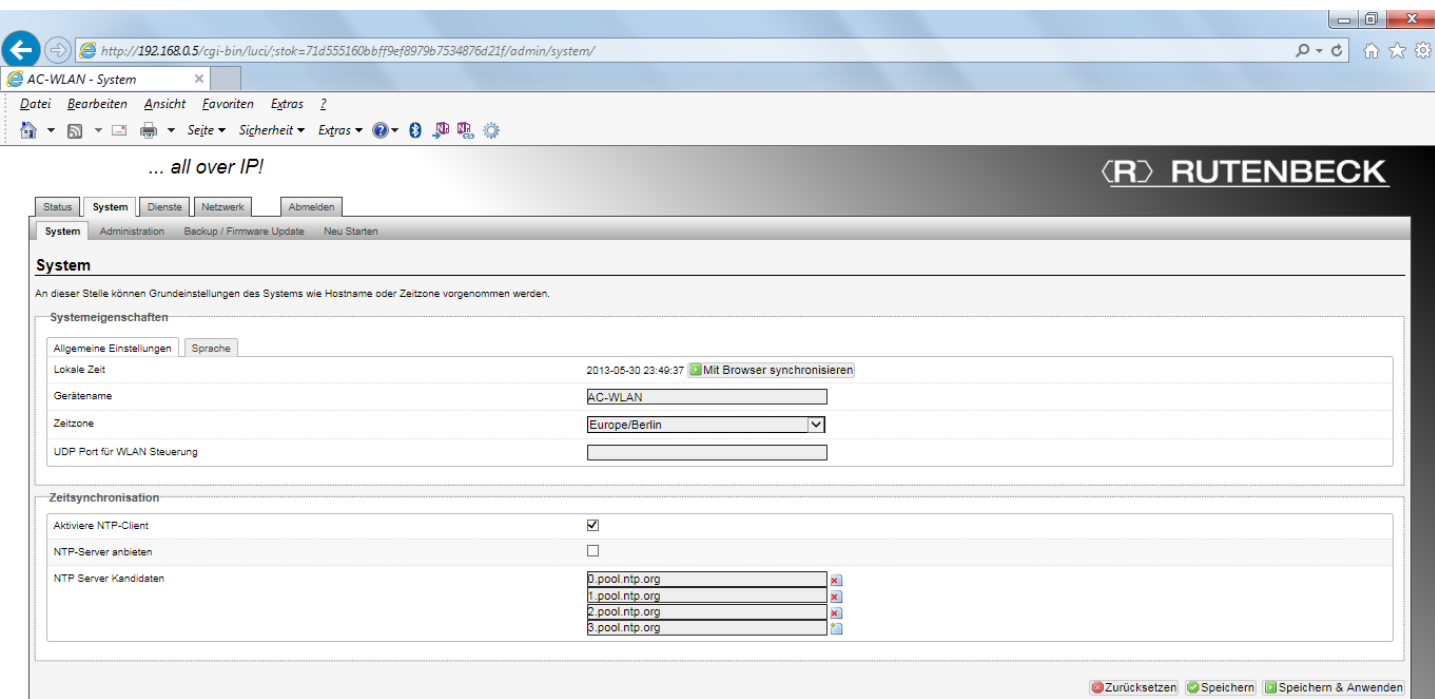 http://192.168.0.5/cgi-bin/luci/;stok=71d555160bbff9ef8979b7534876d21f/admin/system/
AC-WLAN - System
Datei Bearbeiten Ansicht Favoriten Extras ?
Seite Sicherheit Extras
... all over IP!
⟨R⟩ RUTENBECK
Status System Dienste Netzwerk Abmelden
System Administration Backup / Firmware Update Neu Starten
System
An dieser Stelle können Grundeinstellungen des Systems wie Hostname oder Zeitzone vorgenommen werden.
Systemeigenschaften
Allgemeine Einstellungen Sprache
Lokale Zeit 2013-05-30 23:49:37 Mit Browser synchronisieren
Gerätename AC-WLAN
Zeitzone Europe/Berlin
UDP Port für WLAN Steuerung
Zeitsynchronisation
Aktiviere NTP-Client
NTP-Server anbieten
NTP Server Kandidaten 0.pool.ntp.org
1.pool.ntp.org
2.pool.ntp.org
3.pool.ntp.org
Zurücksetzen Speichern Speichern & Anwenden